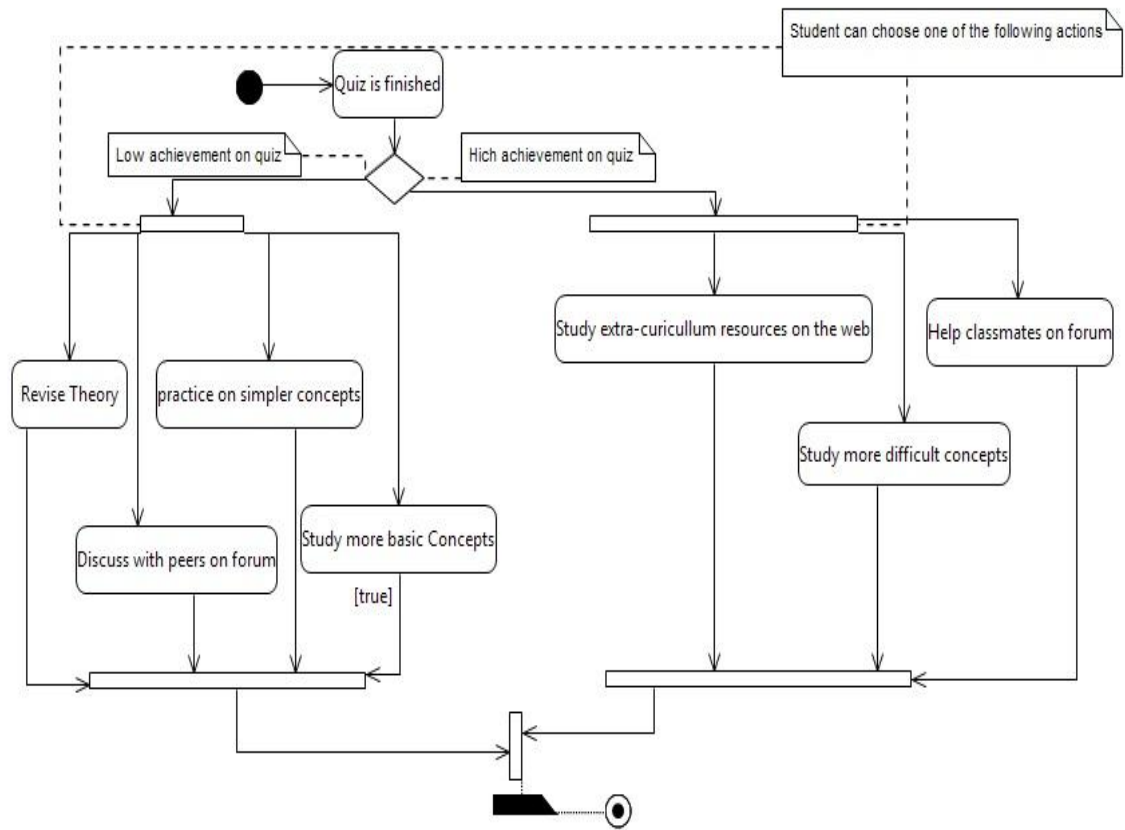 Student can choose one of the following actions
Quiz is finished
Low achievement on quiz
Hich achievement on quiz
Study extra-curicullum resources on the web
Help classmates on forum
Revise Theory
practice on simpler concepts
Study more difficult concepts
Study more basic Concepts
Discuss with peers on forum
[true]